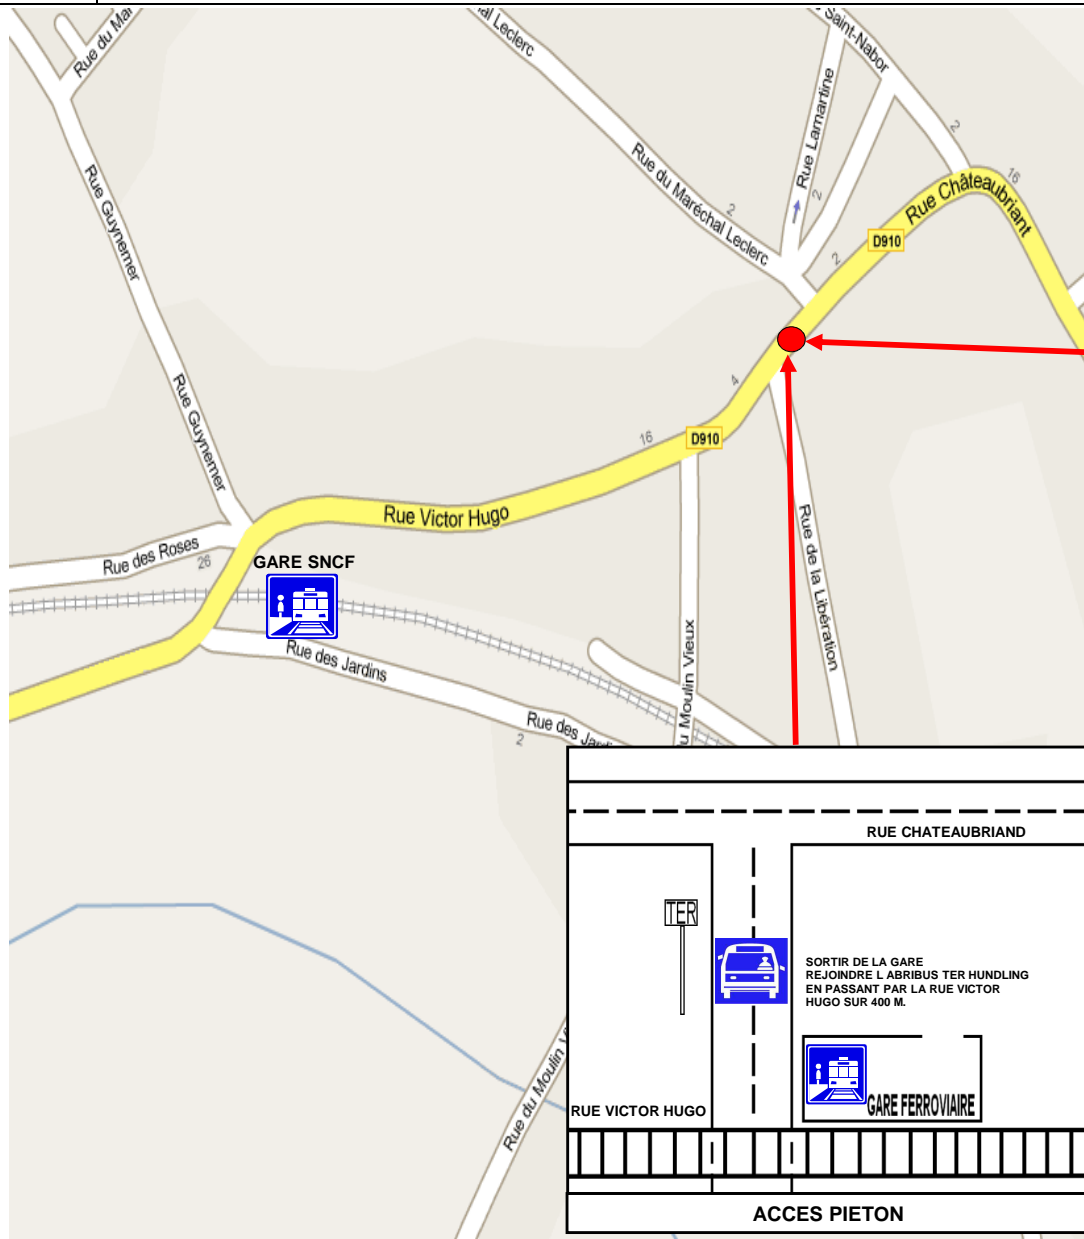 Rue du Mar
al Leclerc
Saint-Nabor
2
Rue Lamartine
2
Rue du Maréchal Leclerc
2
16
Rue Châteaubriant
D910
2
Rue Guynemer
Rue Guynemer
4
16
D910
Rue Victor Hugo
Rue des Roses
26
GARE SNCF
Rue de la Libération
Rue des Jardins
u Moulin Vieux
Rue des Jardi
2
RUE CHATEAUBRIAND
TER
SORTIR DE LA GARE
REJOINDRE L ABRIBUS TER HUNDLING
EN PASSANT PAR LA RUE VICTOR
HUGO SUR 400 M.
GARE FERROVIAIRE
RUE VICTOR HUGO
Rue du Moulin Vi
ACCES PIETON